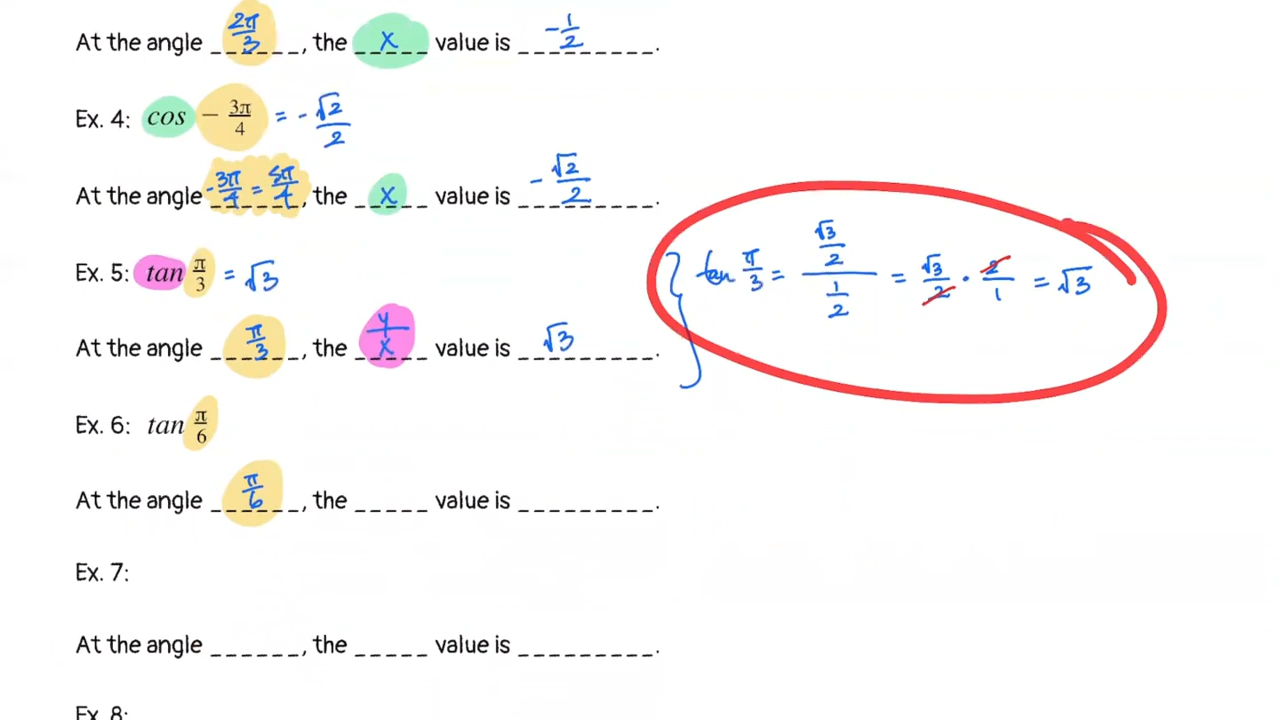 At the angle 2π/3, the x value is -1/2.
Ex. 4: cos - 3π/4 = - √2/2
At the angle -3π/4 = 5π/4, the x value is - √2/2.
Ex. 5: tan π/3 = √3
} tan π/3 = (√3/2)/(1/2) = √3/2 · 2/1 = √3
At the angle π/3, the y/x value is √3.
Ex. 6: tan π/6
At the angle π/6, the _____ value is _________.
Ex. 7:
At the angle ______, the _____ value is _________.
Ex. 8: